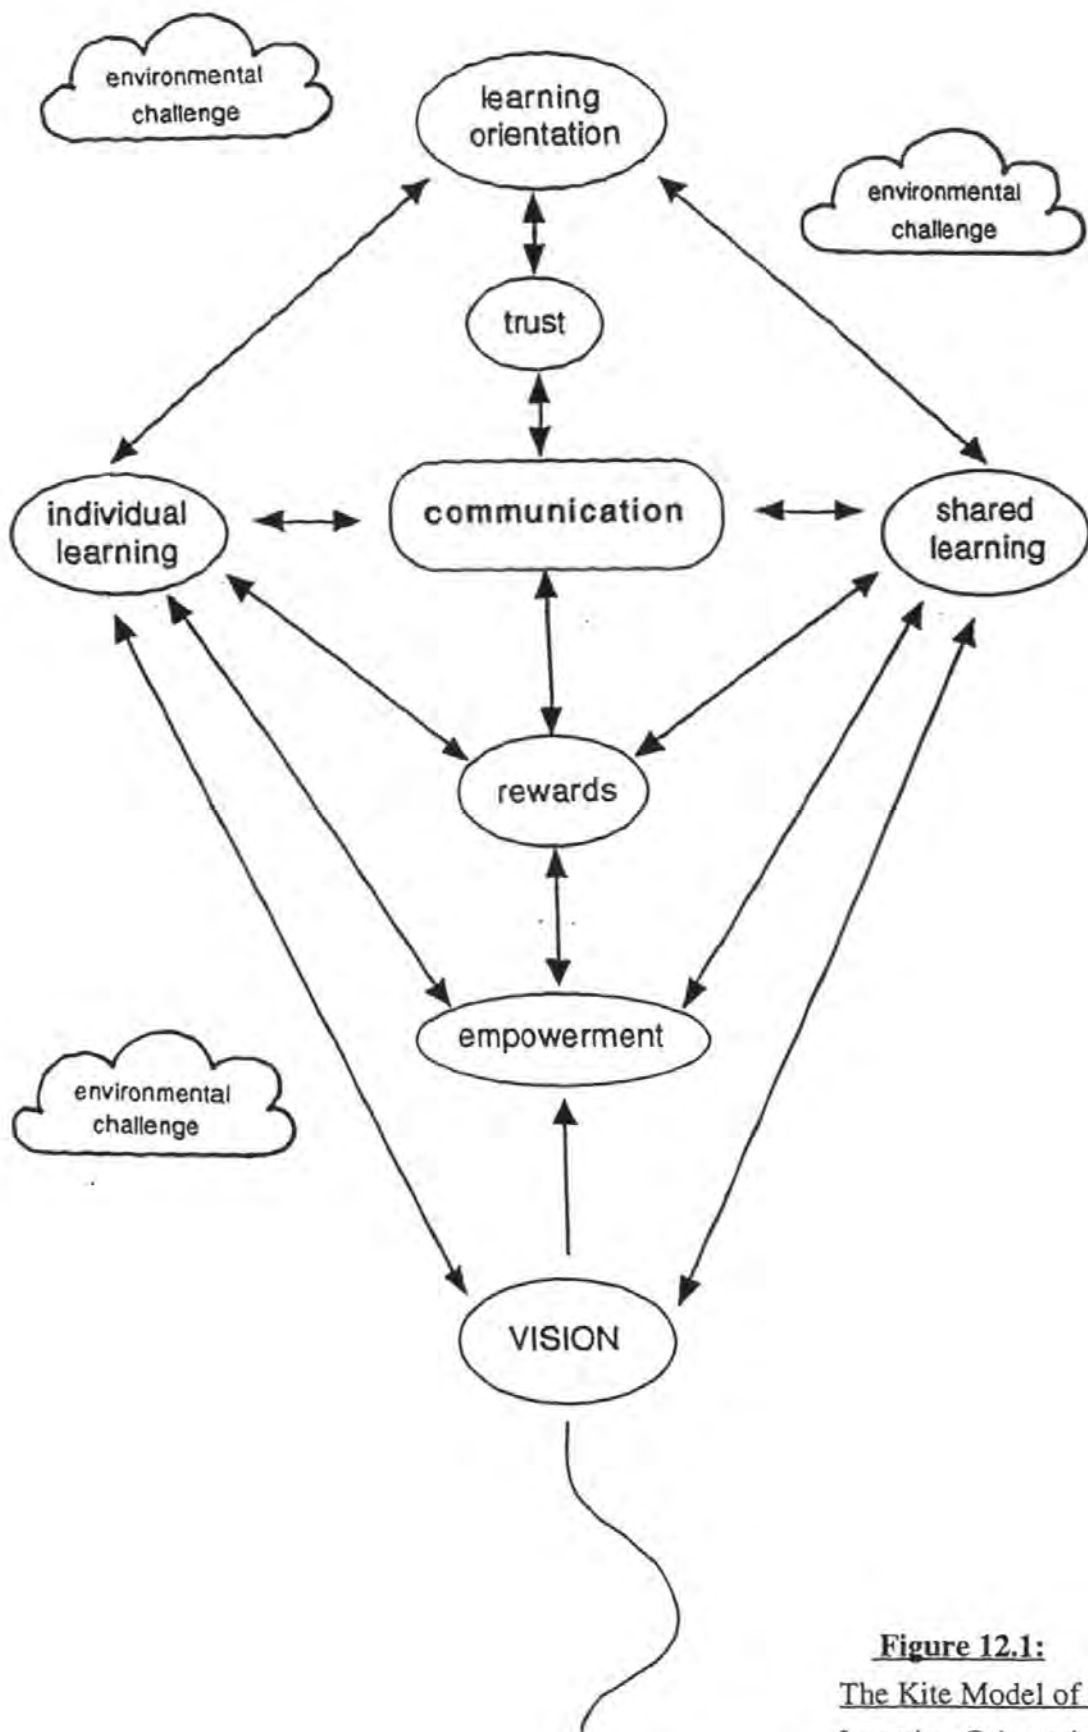 environmental
challenge
learning
orientation
environmental
challenge
trust
individual
learning
communication
shared
learning
rewards
empowerment
environmental
challenge
VISION
Figure 12.1:
The Kite Model of